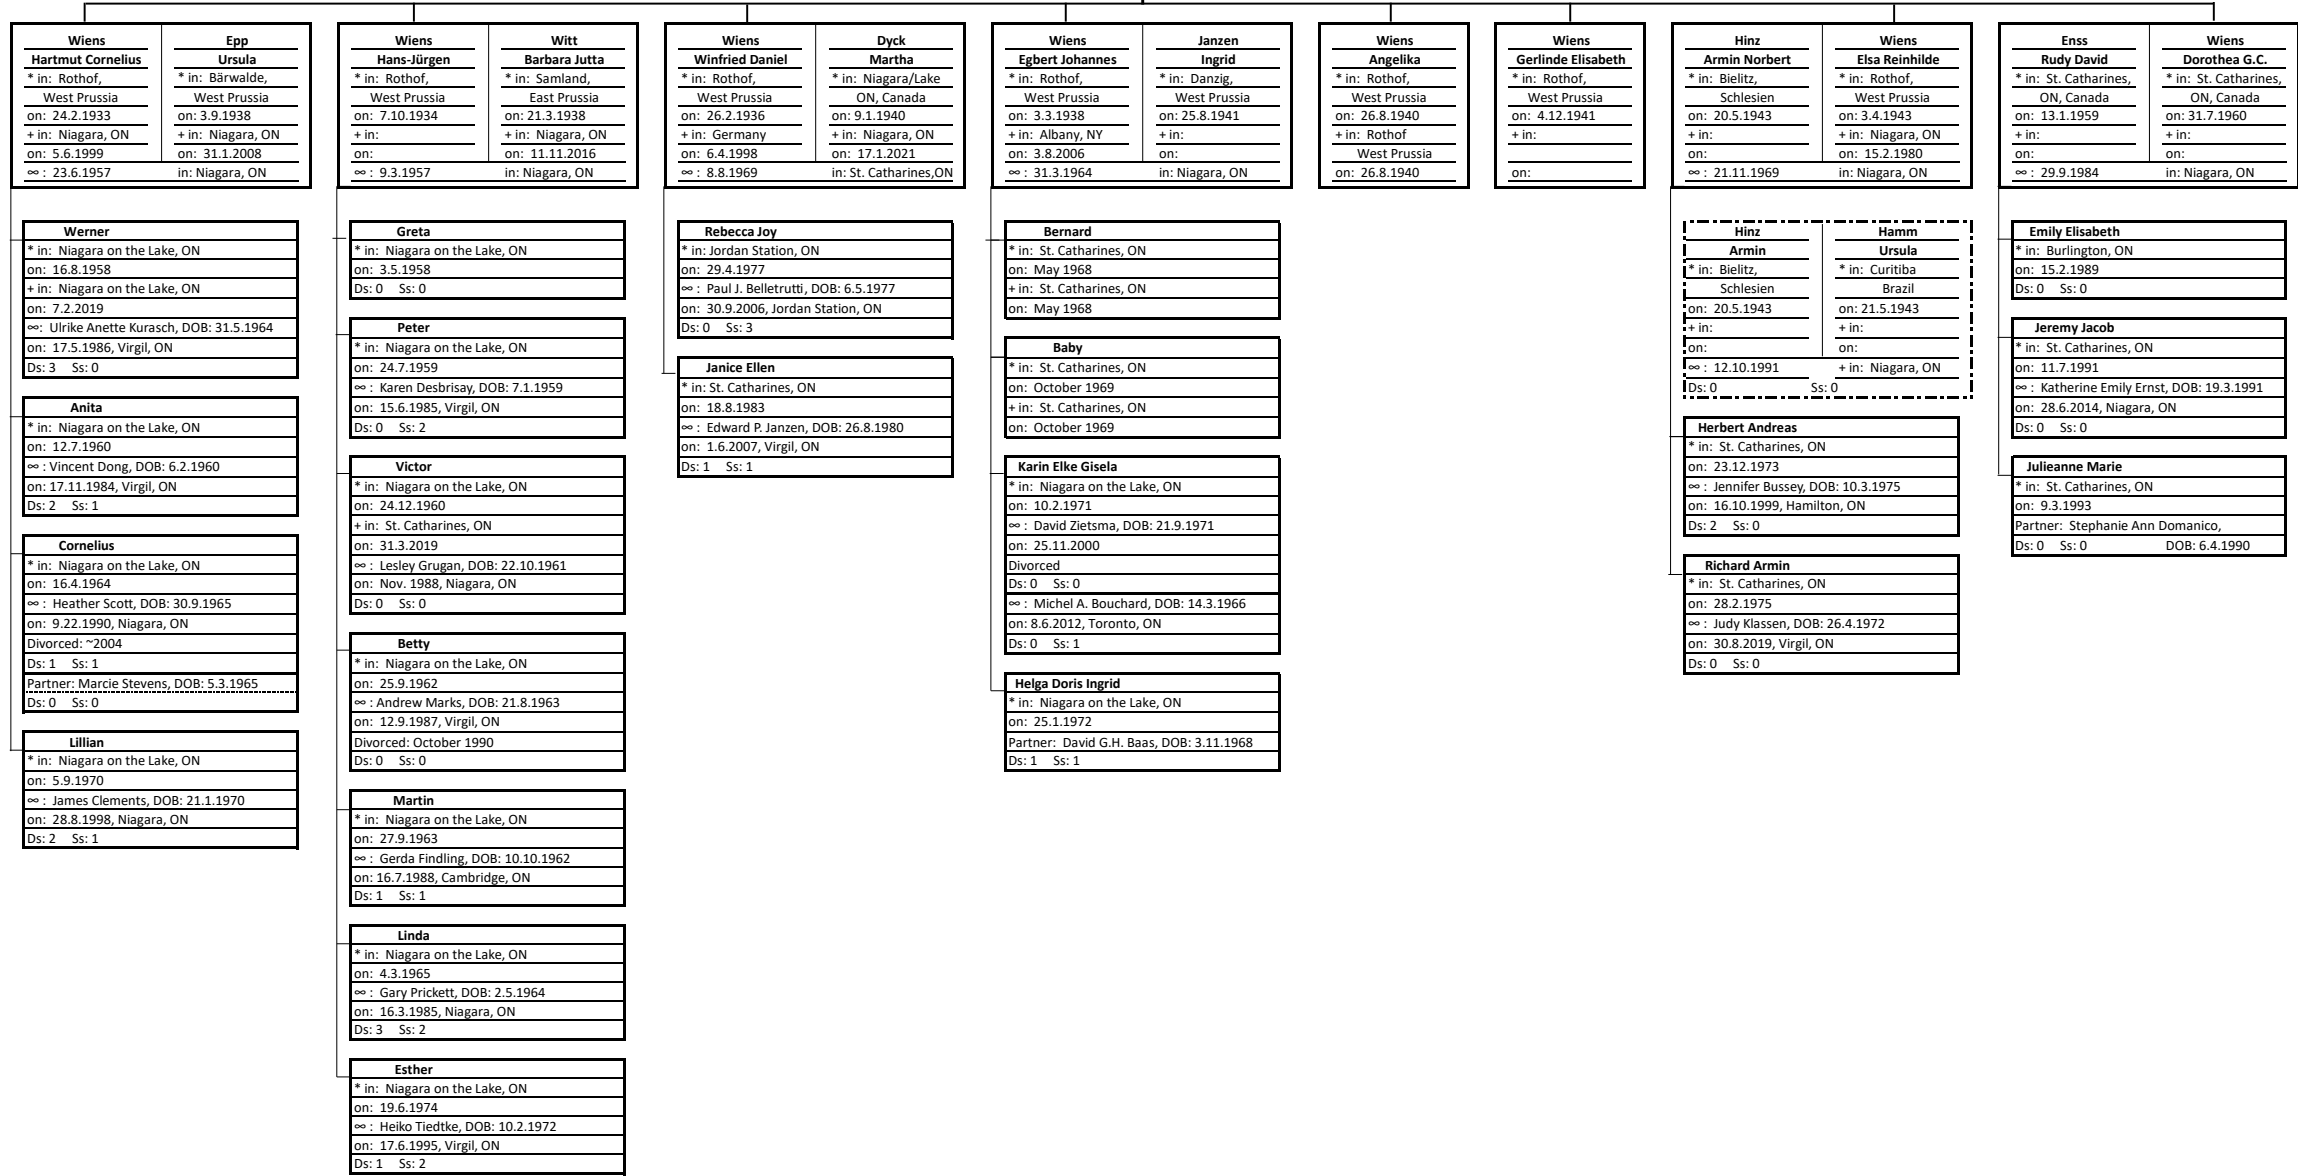 Wiens
Hartmut Cornelius
* in: Rothof,
West Prussia
on: 24.2.1933
+ in: Niagara, ON
on: 5.6.1999
∞ : 23.6.1957
Epp
Ursula
* in: Bärwalde,
West Prussia
on: 3.9.1938
+ in: Niagara, ON
on: 31.1.2008
in: Niagara, ON
Werner
* in: Niagara on the Lake, ON
on: 16.8.1958
+ in: Niagara on the Lake, ON
on: 7.2.2019
∞: Ulrike Anette Kurasch, DOB: 31.5.1964
on: 17.5.1986, Virgil, ON
Ds: 3 Ss: 0
Anita
* in: Niagara on the Lake, ON
on: 12.7.1960
∞ : Vincent Dong, DOB: 6.2.1960
on: 17.11.1984, Virgil, ON
Ds: 2 Ss: 1
Cornelius
* in: Niagara on the Lake, ON
on: 16.4.1964
∞ : Heather Scott, DOB: 30.9.1965
on: 9.22.1990, Niagara, ON
Divorced: ~2004
Ds: 1 Ss: 1
Partner: Marcie Stevens, DOB: 5.3.1965
Ds: 0 Ss: 0
Lillian
* in: Niagara on the Lake, ON
on: 5.9.1970
∞ : James Clements, DOB: 21.1.1970
on: 28.8.1998, Niagara, ON
Ds: 2 Ss: 1
Wiens
Hans-Jürgen
* in: Rothof,
West Prussia
on: 7.10.1934
+ in:
on:
∞ : 9.3.1957
Witt
Barbara Jutta
* in: Samland,
East Prussia
on: 21.3.1938
+ in: Niagara, ON
on: 11.11.2016
in: Niagara, ON
Greta
* in: Niagara on the Lake, ON
on: 3.5.1958
Ds: 0 Ss: 0
Peter
* in: Niagara on the Lake, ON
on: 24.7.1959
∞ : Karen Desbrisay, DOB: 7.1.1959
on: 15.6.1985, Virgil, ON
Ds: 0 Ss: 2
Victor
* in: Niagara on the Lake, ON
on: 24.12.1960
+ in: St. Catharines, ON
on: 31.3.2019
∞ : Lesley Grugan, DOB: 22.10.1961
on: Nov. 1988, Niagara, ON
Ds: 0 Ss: 0
Betty
* in: Niagara on the Lake, ON
on: 25.9.1962
∞ : Andrew Marks, DOB: 21.8.1963
on: 12.9.1987, Virgil, ON
Divorced: October 1990
Ds: 0 Ss: 0
Martin
* in: Niagara on the Lake, ON
on: 27.9.1963
∞ : Gerda Findling, DOB: 10.10.1962
on: 16.7.1988, Cambridge, ON
Ds: 1 Ss: 1
Linda
* in: Niagara on the Lake, ON
on: 4.3.1965
∞ : Gary Prickett, DOB: 2.5.1964
on: 16.3.1985, Niagara, ON
Ds: 3 Ss: 2
Esther
* in: Niagara on the Lake, ON
on: 19.6.1974
∞ : Heiko Tiedtke, DOB: 10.2.1972
on: 17.6.1995, Virgil, ON
Ds: 1 Ss: 2
Wiens
Winfried Daniel
* in: Rothof,
West Prussia
on: 26.2.1936
+ in: Germany
on: 6.4.1998
∞ : 8.8.1969
Dyck
Martha
* in: Niagara/Lake
ON, Canada
on: 9.1.1940
+ in: Niagara, ON
on: 17.1.2021
in: St. Catharines,ON
Rebecca Joy
* in: Jordan Station, ON
on: 29.4.1977
∞ : Paul J. Belletrutti, DOB: 6.5.1977
on: 30.9.2006, Jordan Station, ON
Ds: 0 Ss: 3
Janice Ellen
* in: St. Catharines, ON
on: 18.8.1983
∞ : Edward P. Janzen, DOB: 26.8.1980
on: 1.6.2007, Virgil, ON
Ds: 1 Ss: 1
Wiens
Egbert Johannes
* in: Rothof,
West Prussia
on: 3.3.1938
+ in: Albany, NY
on: 3.8.2006
∞ : 31.3.1964
Janzen
Ingrid
* in: Danzig,
West Prussia
on: 25.8.1941
+ in:
on:
in: Niagara, ON
Bernard
* in: St. Catharines, ON
on: May 1968
+ in: St. Catharines, ON
on: May 1968
Baby
* in: St. Catharines, ON
on: October 1969
+ in: St. Catharines, ON
on: October 1969
Karin Elke Gisela
* in: Niagara on the Lake, ON
on: 10.2.1971
∞ : David Zietsma, DOB: 21.9.1971
on: 25.11.2000
Divorced
Ds: 0 Ss: 0
∞ : Michel A. Bouchard, DOB: 14.3.1966
on: 8.6.2012, Toronto, ON
Ds: 0 Ss: 1
Helga Doris Ingrid
* in: Niagara on the Lake, ON
on: 25.1.1972
Partner: David G.H. Baas, DOB: 3.11.1968
Ds: 1 Ss: 1
Wiens
Angelika
* in: Rothof,
West Prussia
on: 26.8.1940
+ in: Rothof
West Prussia
on: 26.8.1940
Wiens
Gerlinde Elisabeth
* in: Rothof,
West Prussia
on: 4.12.1941
+ in:
on:
Hinz
Armin Norbert
* in: Bielitz,
Schlesien
on: 20.5.1943
+ in:
on:
∞ : 21.11.1969
Wiens
Elsa Reinhilde
* in: Rothof,
West Prussia
on: 3.4.1943
+ in: Niagara, ON
on: 15.2.1980
in: Niagara, ON
Hinz
Armin
* in: Bielitz,
Schlesien
on: 20.5.1943
+ in:
on:
∞ : 12.10.1991
Hamm
Ursula
* in: Curitiba
Brazil
on: 21.5.1943
+ in:
on:
+ in: Niagara, ON
Ds: 0 Ss: 0
Herbert Andreas
* in: St. Catharines, ON
on: 23.12.1973
∞ : Jennifer Bussey, DOB: 10.3.1975
on: 16.10.1999, Hamilton, ON
Ds: 2 Ss: 0
Richard Armin
* in: St. Catharines, ON
on: 28.2.1975
∞ : Judy Klassen, DOB: 26.4.1972
on: 30.8.2019, Virgil, ON
Ds: 0 Ss: 0
Enss
Rudy David
* in: St. Catharines,
ON, Canada
on: 13.1.1959
+ in:
on:
∞ : 29.9.1984
Wiens
Dorothea G.C.
* in: St. Catharines,
ON, Canada
on: 31.7.1960
+ in:
on:
in: Niagara, ON
Emily Elisabeth
* in: Burlington, ON
on: 15.2.1989
Ds: 0 Ss: 0
Jeremy Jacob
* in: St. Catharines, ON
on: 11.7.1991
∞ : Katherine Emily Ernst, DOB: 19.3.1991
on: 28.6.2014, Niagara, ON
Ds: 0 Ss: 0
Julieanne Marie
* in: St. Catharines, ON
on: 9.3.1993
Partner: Stephanie Ann Domanico,
Ds: 0 Ss: 0 DOB: 6.4.1990